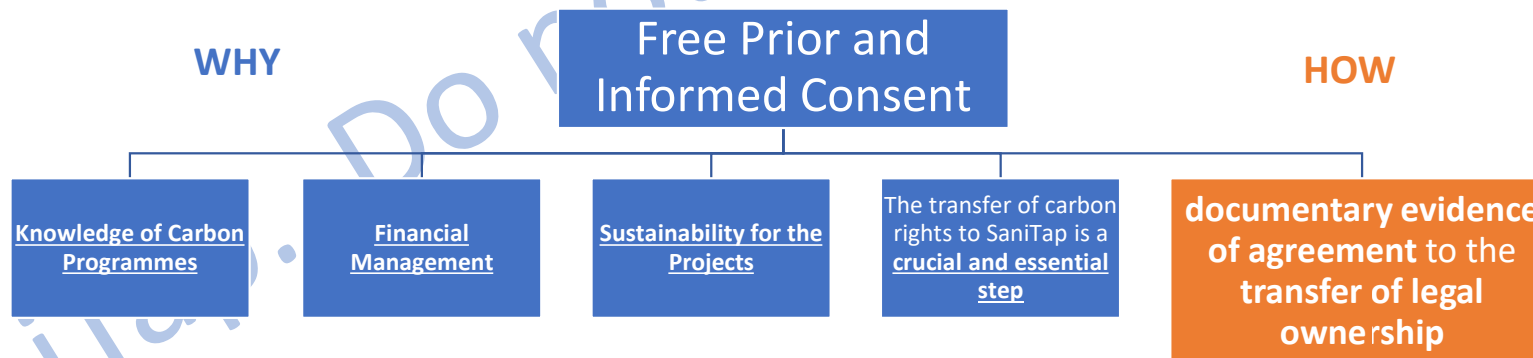 WHY
Free Prior and
Informed Consent
HOW
Knowledge of Carbon
Programmes
Financial
Management
Sustainability for the
Projects
The transfer of carbon
rights to SaniTap is a
crucial and essential
step
documentary evidence
of agreement to the
transfer of legal
ownership
Do